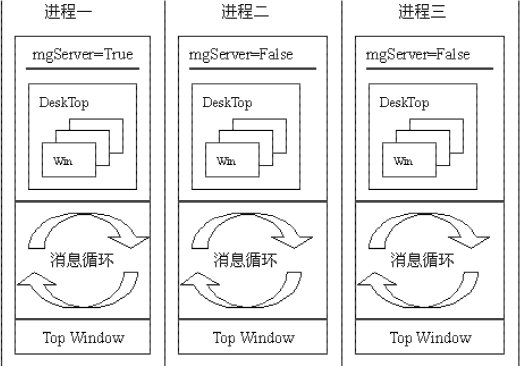 进程一
进程二
进程三
mgServer=True
mgServer=False
mgServer=False
DeskTop
DeskTop
DeskTop
Win
Win
Win
消息循环
消息循环
消息循环
Top Window
Top Window
Top Window